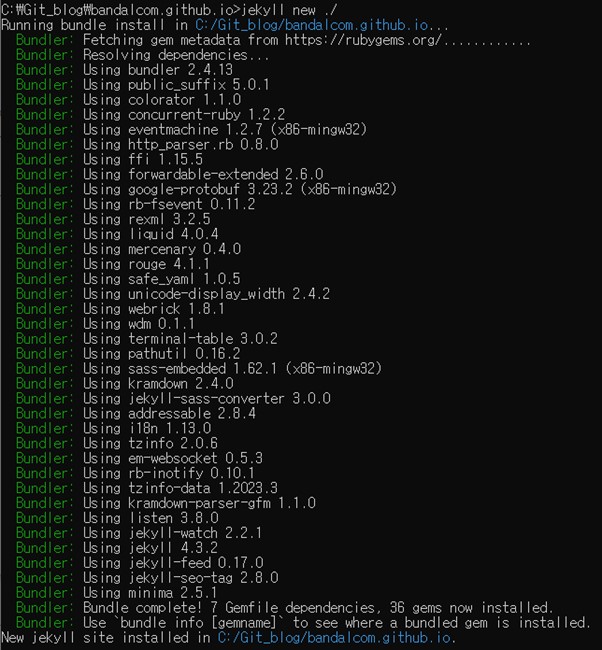 C:₩Git_blog₩bandalcom.github.io>jekyll new ./
Running bundle install in C:/Git_blog/bandalcom.github.io...
Bundler: Fetching gem metadata from https://rubygems.org/............
Bundler: Resolving dependencies...
Bundler: Using bundler 2.4.13
Bundler: Using public_suffix 5.0.1
Bundler: Using colorator 1.1.0
Bundler: Using concurrent-ruby 1.2.2
Bundler: Using eventmachine 1.2.7 (x86-mingw32)
Bundler: Using http_parser.rb 0.8.0
Bundler: Using ffi 1.15.5
Bundler: Using forwardable-extended 2.6.0
Bundler: Using google-protobuf 3.23.2 (x86-mingw32)
Bundler: Using rb-fsevent 0.11.2
Bundler: Using rexml 3.2.5
Bundler: Using liquid 4.0.4
Bundler: Using mercenary 0.4.0
Bundler: Using rouge 4.1.1
Bundler: Using safe_yaml 1.0.5
Bundler: Using unicode-display_width 2.4.2
Bundler: Using webrick 1.8.1
Bundler: Using wdm 0.1.1
Bundler: Using terminal-table 3.0.2
Bundler: Using pathutil 0.16.2
Bundler: Using sass-embedded 1.62.1 (x86-mingw32)
Bundler: Using kramdown 2.4.0
Bundler: Using jekyll-sass-converter 3.0.0
Bundler: Using addressable 2.8.4
Bundler: Using i18n 1.13.0
Bundler: Using tzinfo 2.0.6
Bundler: Using em-websocket 0.5.3
Bundler: Using rb-inotify 0.10.1
Bundler: Using tzinfo-data 1.2023.3
Bundler: Using kramdown-parser-gfm 1.1.0
Bundler: Using listen 3.8.0
Bundler: Using jekyll-watch 2.2.1
Bundler: Using jekyll 4.3.2
Bundler: Using jekyll-feed 0.17.0
Bundler: Using jekyll-seo-tag 2.8.0
Bundler: Using minima 2.5.1
Bundler: Bundle complete! 7 Gemfile dependencies, 36 gems now installed.
Bundler: Use `bundle info [gemname]` to see where a bundled gem is installed.
New jekyll site installed in C:/Git_blog/bandalcom.github.io.